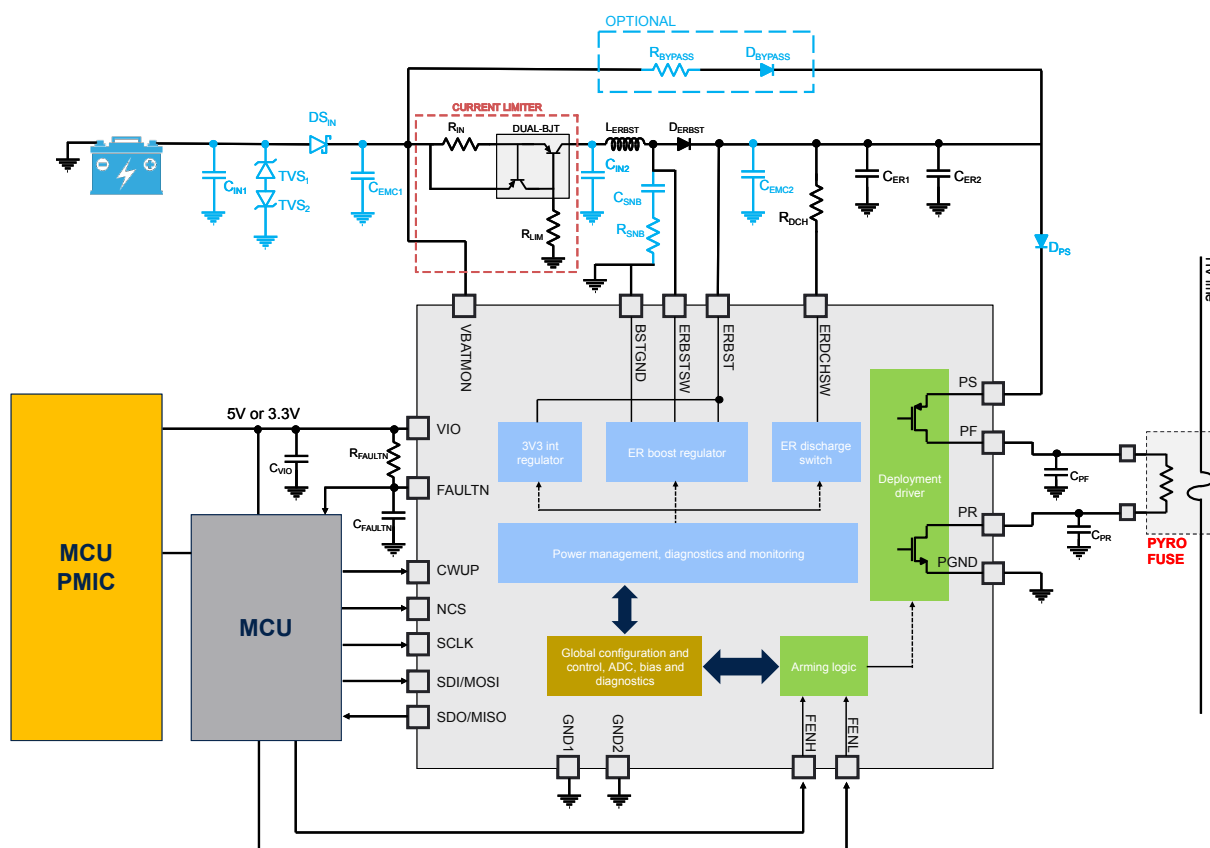 OPTIONAL
RBYPASS
DBYPASS
CURRENT LIMITER
DSIN
RIN
DUAL-BJT
LERBST
DERBST
CIN1
TVS1
TVS2
CEMC1
CIN2
CSNB
RSNB
RLIM
CEMC2
RDCH
CER1
CER2
DPS
HV line
VBATMON
BSTGND
ERBSTSW
ERBST
ERDCHSW
5V or 3.3V
VIO
RFAULTN
CVIO
FAULTN
CFAULTN
3V3 int
regulator
ER boost regulator
ER discharge
switch
Deployment
driver
PS
PF
PR
PGND
CPF
CPR
PYRO
FUSE
Power management, diagnostics and monitoring
MCU
PMIC
MCU
CWUP
NCS
SCLK
SDI/MOSI
SDO/MISO
Global configuration and
control, ADC, bias and
diagnostics
Arming logic
GND1
GND2
FENH
FENL